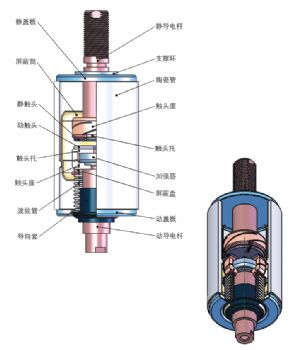 静盖板
静导电杆
支撑环
屏蔽筒
陶瓷管
触头座
静触头
动触头
触头托
触头托
加强筋
触头座
屏蔽盘
波纹管
动盖板
导向套
动导电杆